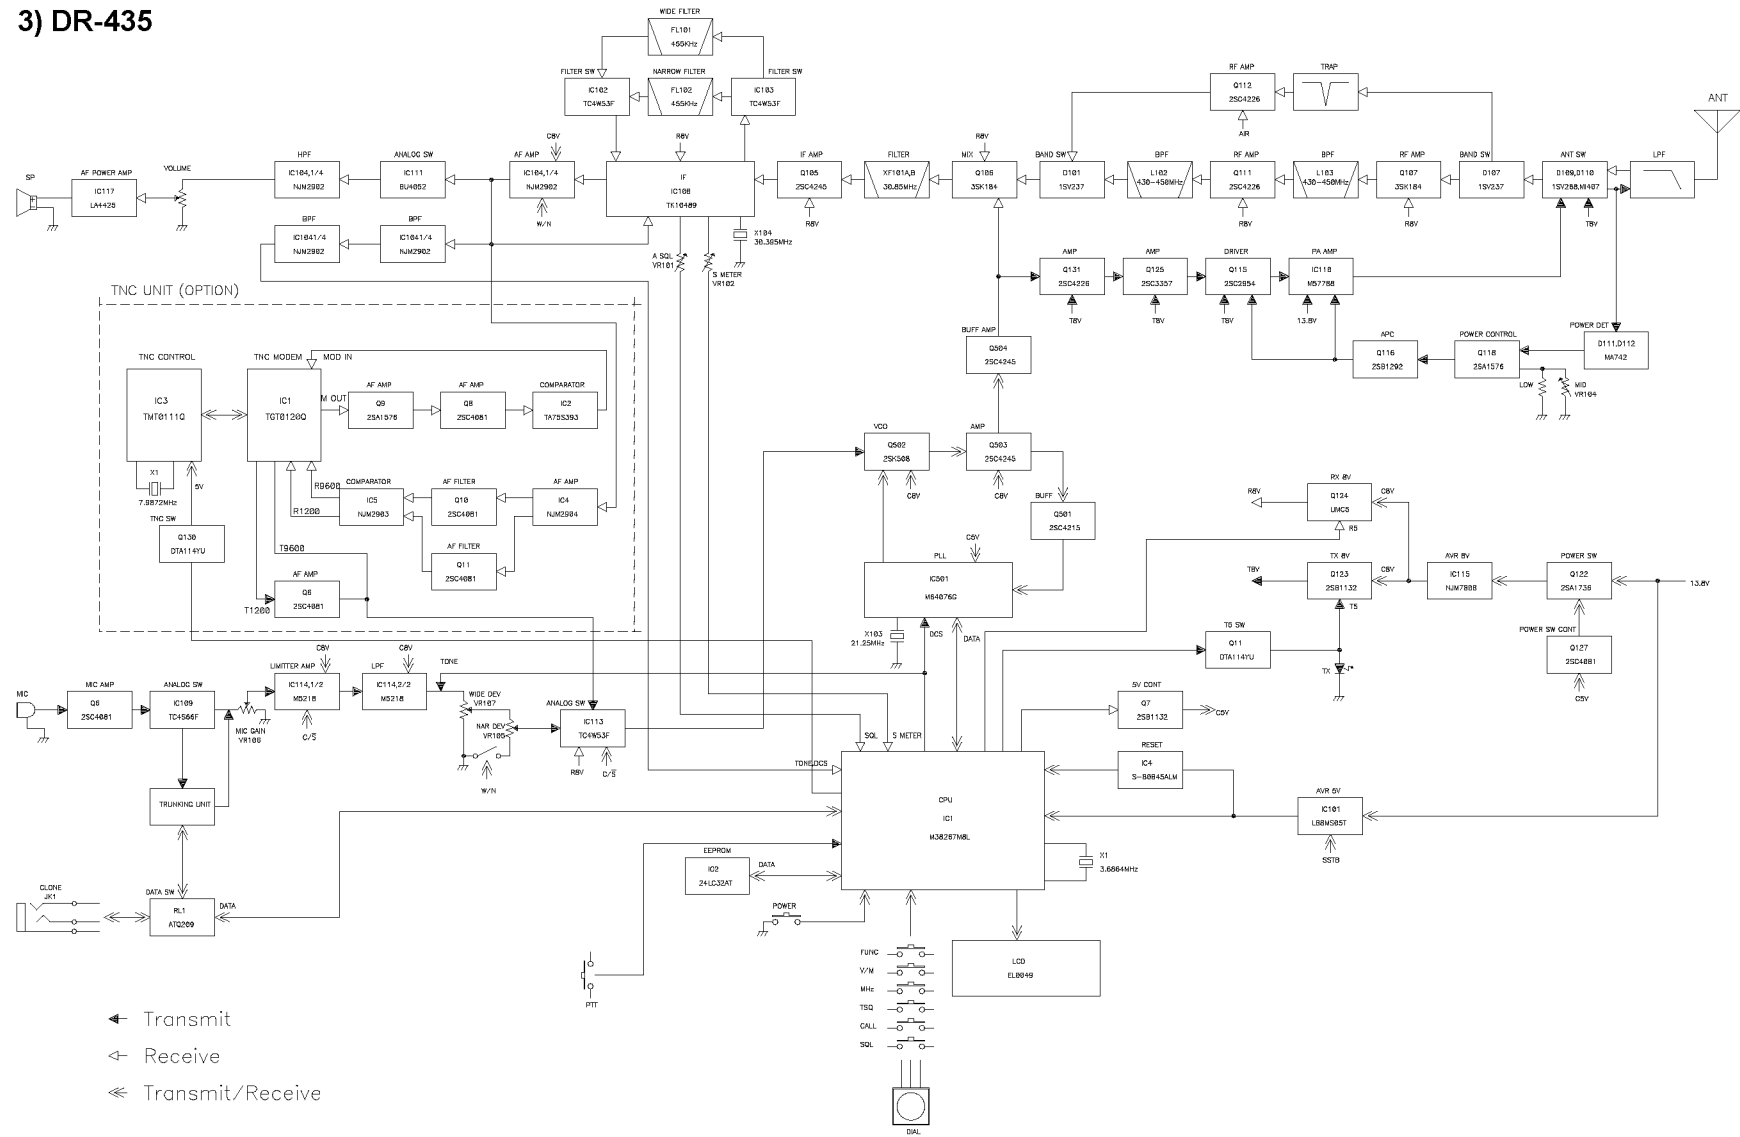 3) DR-435
WIDE FILTER
FL101
455KHz
FILTER SW
NARROW FILTER
FILTER SW
IC102
TC4W53F
FL102
455KHz
IC103
TC4W53F
RF AMP
TRAP
Q112
2SC4226
AIR
ANT
C8V
R8V
R8V
HPF
ANALOG SW
AF AMP
IF
IF AMP
FILTER
MIX
BAND SW
BPF
RF AMP
BPF
RF AMP
BAND SW
ANT SW
LPF
SP
AF POWER AMP
VOLUME
IC117
LA4425
IC104,1/4
NJM2902
IC111
BU4052
IC104,1/4
NJM2902
IC108
TK10489
Q105
2SC4245
XF101A,B
30.85MHz
Q106
3SK184
D101
1SV237
L102
430-450MHz
Q111
2SC4226
L103
430-450MHz
Q107
3SK184
D107
1SV237
D109,D110
1SV268,MI407
W/N
R8V
R8V
R8V
T8V
BPF
BPF
IC1041/4
NJM2902
IC1041/4
NJM2902
X104
30.395MHz
A SQL
VR101
S METER
VR102
AMP
AMP
DRIVER
PA AMP
Q131
2SC4226
Q125
2SC3357
Q115
2SC2954
IC118
M57788
T8V
T8V
T8V
13.8V
TNC UNIT (OPTION)
BUFF AMP
Q504
2SC4245
APC
POWER CONTROL
POWER DET
Q116
2SB1292
Q118
2SA1576
D111,D112
MA742
LOW
MID
VR104
TNC CONTROL
TNC MODEM
MOD IN
IC3
TMT0111Q
IC1
TGT0120Q
M OUT
AF AMP
AF AMP
COMPARATOR
Q9
2SA1576
Q8
2SC4081
IC2
TA75S393
VCO
AMP
Q502
2SK508
Q503
2SC4245
C8V
C8V
X1
7.9872MHz
5V
R9600
R1200
COMPARATOR
AF FILTER
AF AMP
IC5
NJM2903
Q10
2SC4081
IC4
NJM2904
TNC SW
Q130
DTA114YU
AF FILTER
Q11
2SC4081
T9600
AF AMP
Q6
2SC4081
T1200
BUFF
Q501
2SC4215
C5V
PLL
IC501
M64076G
X103
21.25MHz
DCS
DATA
RX 8V
R8V
Q124
UMC5
C8V
R5
TX 8V
T8V
Q123
2SB1132
C8V
T5
AVR 8V
IC115
NJM7808
POWER SW
Q122
2SA1736
13.8V
POWER SW CONT
Q127
2SC4081
C5V
T5 SW
Q11
DTA114YU
TX
MIC
MIC AMP
Q6
2SC4081
ANALOG SW
IC109
TC4S66F
MIC GAIN
VR106
LIMITTER AMP
C8V
IC114,1/2
M5218
C/S
LPF
C8V
IC114,2/2
M5218
TONE
WIDE DEV
VR107
NAR DEV
VR105
W/N
ANALOG SW
IC113
TC4W53F
R8V
C/S
5V CONT
Q7
2SB1132
C5V
SQL
S METER
TONE,DCS
RESET
IC4
S-80845ALM
AVR 5V
IC101
LB8MS05T
SSTB
TRUNKING UNIT
CPU
IC1
M38267M8L
X1
3.6864MHz
EEPROM
IO2
24LC32AT
DATA
CLONE
JK1
DATA SW
RL1
ATQ209
DATA
POWER
PTT
FUNC
V/M
MHz
TSQ
CALL
SQL
LCD
EL0049
DIAL
Transmit
Receive
Transmit/Receive